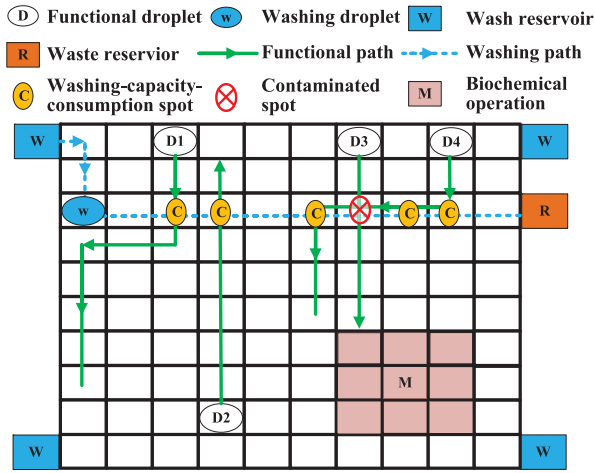 D Functional droplet w Washing droplet W Wash reservoir
R Waste reservior Functional path Washing path
C Washing-capacity-consumption spot Contaminated spot M Biochemical operation
W D1 D3 D4 W
w C C C C C R
M
D2
W W